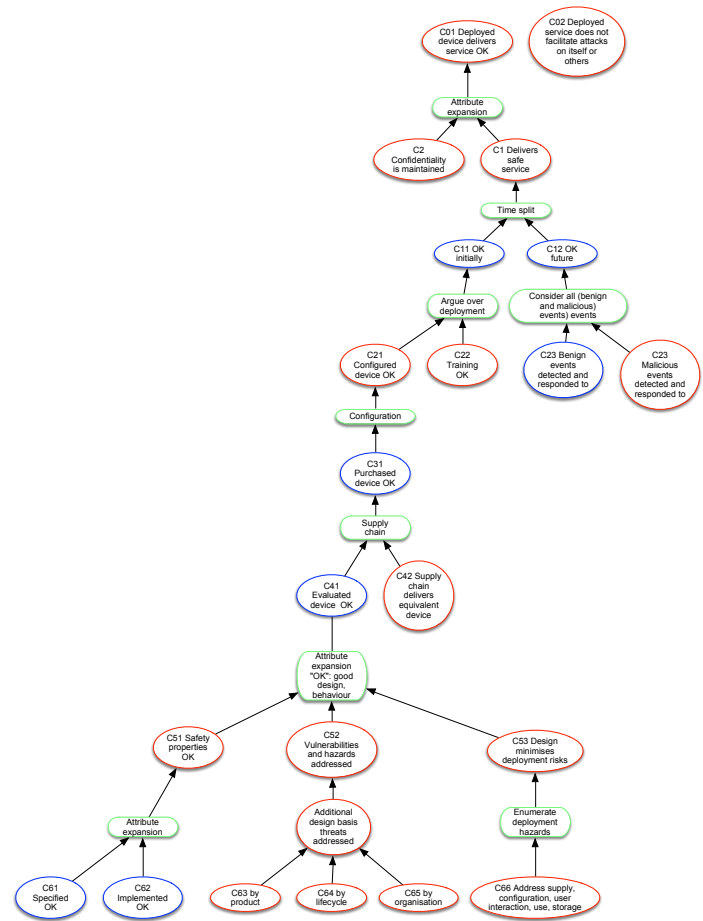 C01 Deployed
device delivers
service OK
C02 Deployed
service does not
facilitate attacks
on itself or
others
Attribute
expansion
C2
Confidentiality
is maintained
C1 Delivers
safe
service
Time split
C11 OK
initially
C12 OK
future
Argue over
deployment
Consider all (benign
and malicious)
events) events
C21
Configured
device OK
C22
Training
OK
C23 Benign
events
detected and
responded to
C23
Malicious
events
detected and
responded to
Configuration
C31
Purchased
device OK
Supply
chain
C41
Evaluated
device OK
C42 Supply
chain
delivers
equivalent
device
Attribute
expansion
"OK": good
design,
behaviour
C51 Safety
properties
OK
C52
Vulnerabilities
and hazards
addressed
C53 Design
minimises
deployment risks
Attribute
expansion
Additional
design basis
threats
addressed
Enumerate
deployment
hazards
C61
Specified
OK
C62
Implemented
OK
C63 by
product
C64 by
lifecycle
C65 by
organisation
C66 Address supply,
configuration, user
interaction, use, storage